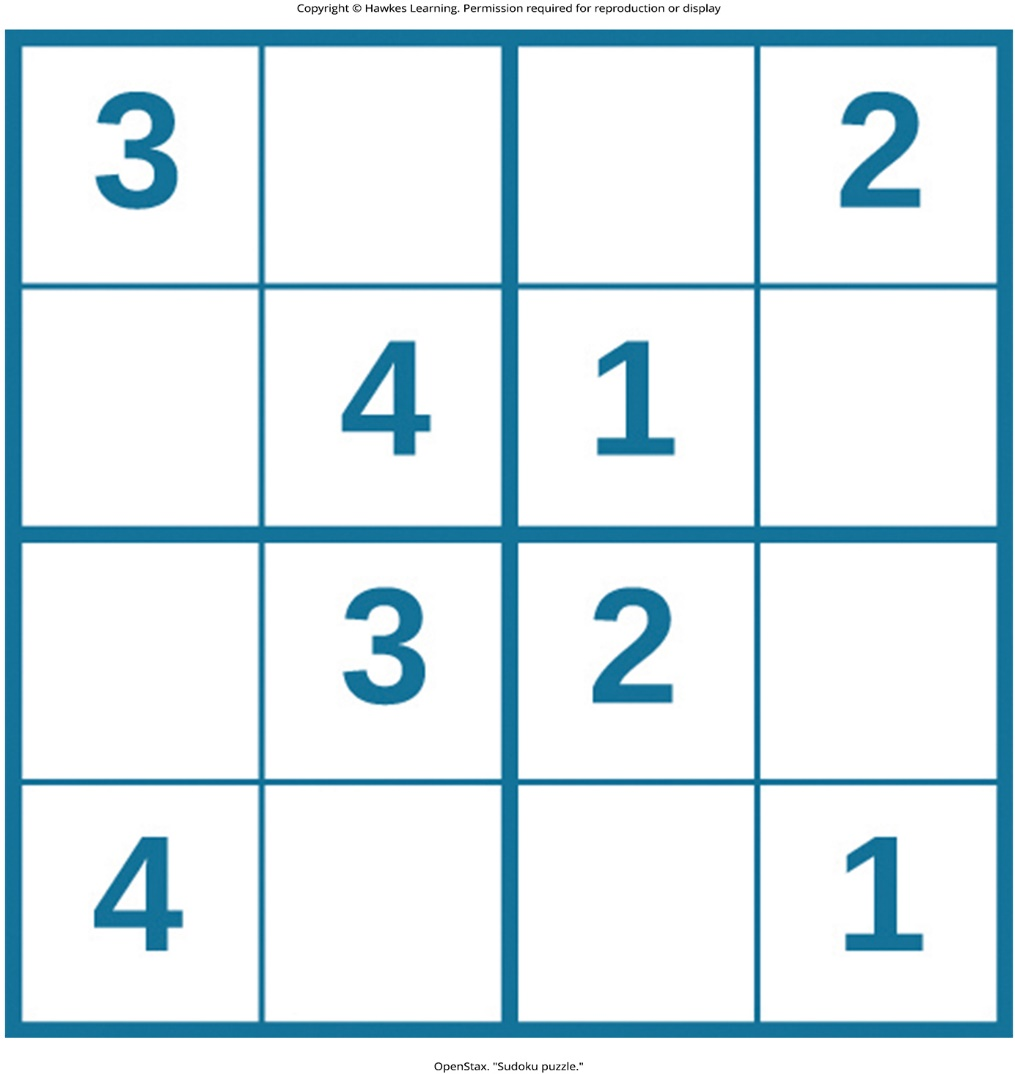 Copyright © Hawkes Learning. Permission required for reproduction or display
3 2
4 1
3 2
4 1
OpenStax. "Sudoku puzzle."